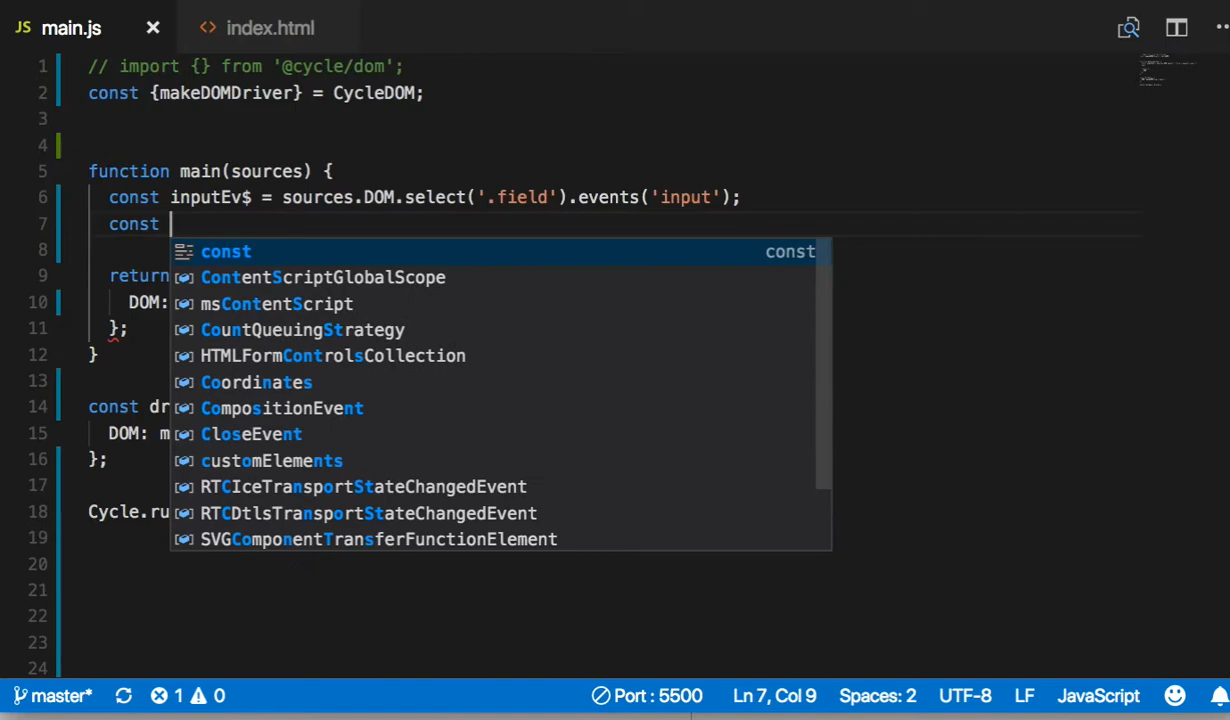 JS main.js × <> index.html
1 // import {} from '@cycle/dom';
2 const {makeDOMDriver} = CycleDOM;
3
4
5 function main(sources) {
6 const inputEv$ = sources.DOM.select('.field').events('input');
7 const
8 const const
9 return ContentScriptGlobalScope
10 DOM: msContentScript
11 }; CountQueuingStrategy
12 } HTMLFormControlsCollection
13 Coordinates
14 const dr CompositionEvent
15 DOM: m CloseEvent
16 }; customElements
17 RTCIceTransportStateChangedEvent
18 Cycle.ru RTCDtlsTransportStateChangedEvent
19 SVGComponentTransferFunctionElement
20
21
22
23
24
master* 1 0 Port : 5500 Ln 7, Col 9 Spaces: 2 UTF-8 LF JavaScript